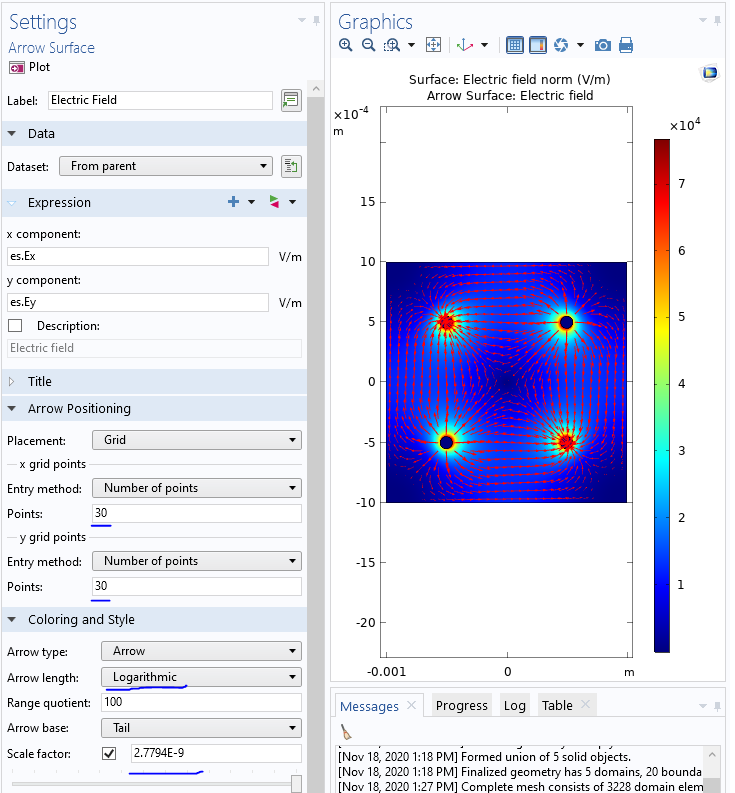 Settings
Arrow Surface
Plot
Label: Electric Field
Data
Dataset: From parent
Expression
x component:
es.Ex V/m
y component:
es.Ey V/m
Description:
Electric field
Title
Arrow Positioning
Placement: Grid
x grid points
Entry method: Number of points
Points: 30
y grid points
Entry method: Number of points
Points: 30
Coloring and Style
Arrow type: Arrow
Arrow length: Logarithmic
Range quotient: 100
Arrow base: Tail
Scale factor: 2.7794E-9
Graphics
Surface: Electric field norm (V/m)
Arrow Surface: Electric field
×10⁻⁴
m
×10⁴
15
10
5
0
-5
-10
-15
-20
-0.001 0 m
7
6
5
4
3
2
1
Messages Progress Log Table
[Nov 18, 2020 1:18 PM] Formed union of 5 solid objects.
[Nov 18, 2020 1:18 PM] Finalized geometry has 5 domains, 20 bounda
[Nov 18, 2020 1:27 PM] Complete mesh consists of 3228 domain elem